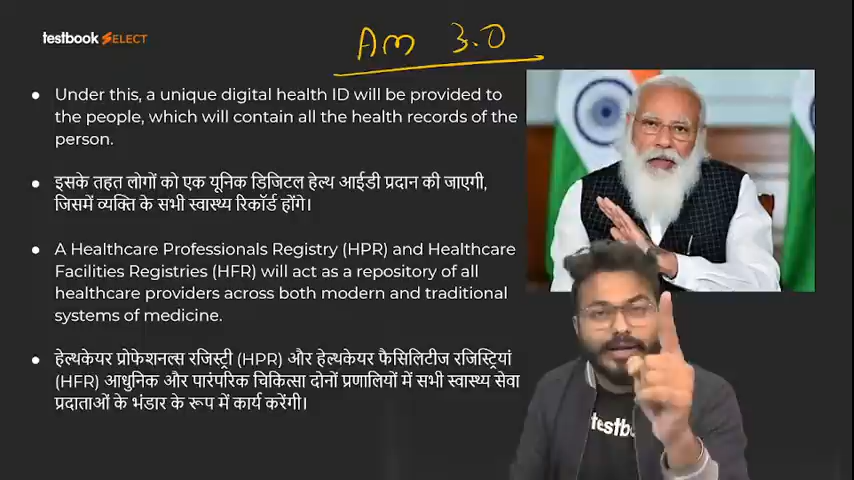 testbook SELECT
Am 3.0
Under this, a unique digital health ID will be provided to
the people, which will contain all the health records of the
person.
इसके तहत लोगों को एक यूनिक डिजिटल हेल्थ आईडी प्रदान की जाएगी,
जिसमें व्यक्ति के सभी स्वास्थ्य रिकॉर्ड होंगे।
A Healthcare Professionals Registry (HPR) and Healthcare
Facilities Registries (HFR) will act as a repository of all
healthcare providers across both modern and traditional
systems of medicine.
हेल्थकेयर प्रोफेशनल्स रजिस्ट्री (HPR) और हेल्थकेयर फैसिलिटीज रजिस्ट्रियां
(HFR) आधुनिक और पारंपरिक चिकित्सा दोनों प्रणालियों में सभी स्वास्थ्य सेवा
प्रदाताओं के भंडार के रूप में कार्य करेंगी।
testb